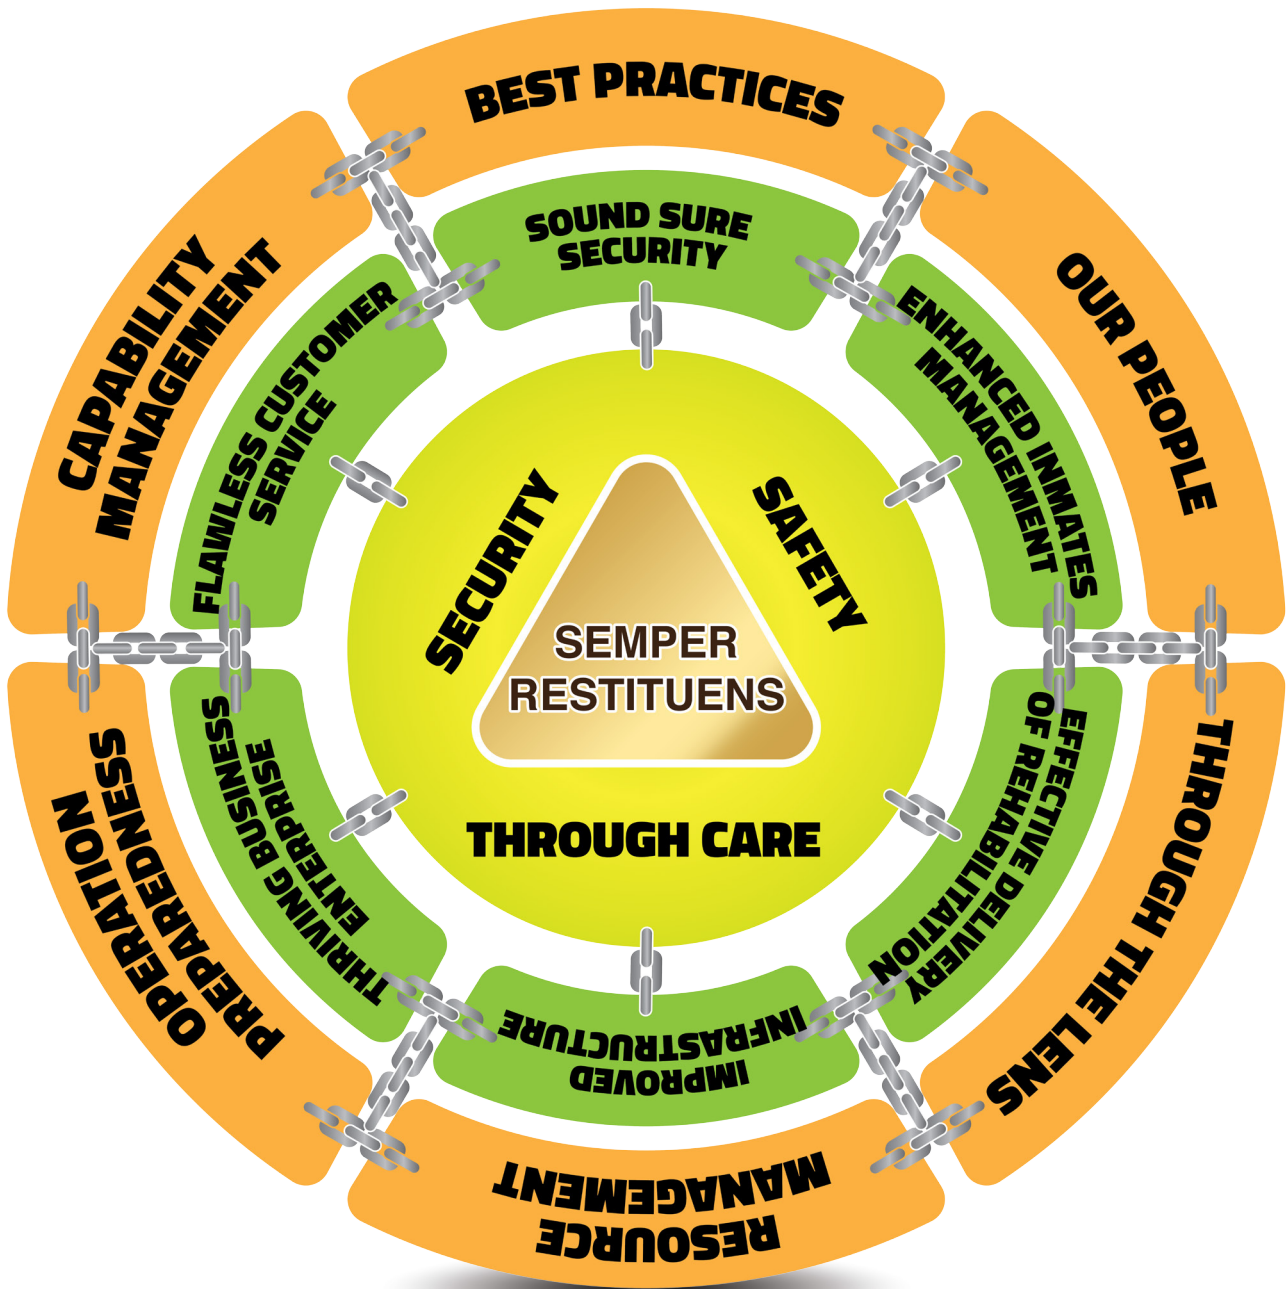 BEST PRACTICES
OUR PEOPLE
THROUGH THE LENS
RESOURCE
MANAGEMENT
OPERATION
PREPAREDNESS
CAPABILITY
MANAGEMENT
SOUND SURE
SECURITY
ENHANCED INMATES
MANAGEMENT
EFFECTIVE DELIVERY
OF REHABILITATION
IMPROVED
INFRASTRUCTURE
THRIVING BUSINESS
ENTERPRISE
FLAWLESS CUSTOMER
SERVICE
SECURITY
SAFETY
THROUGH CARE
SEMPER
RESTITUENS